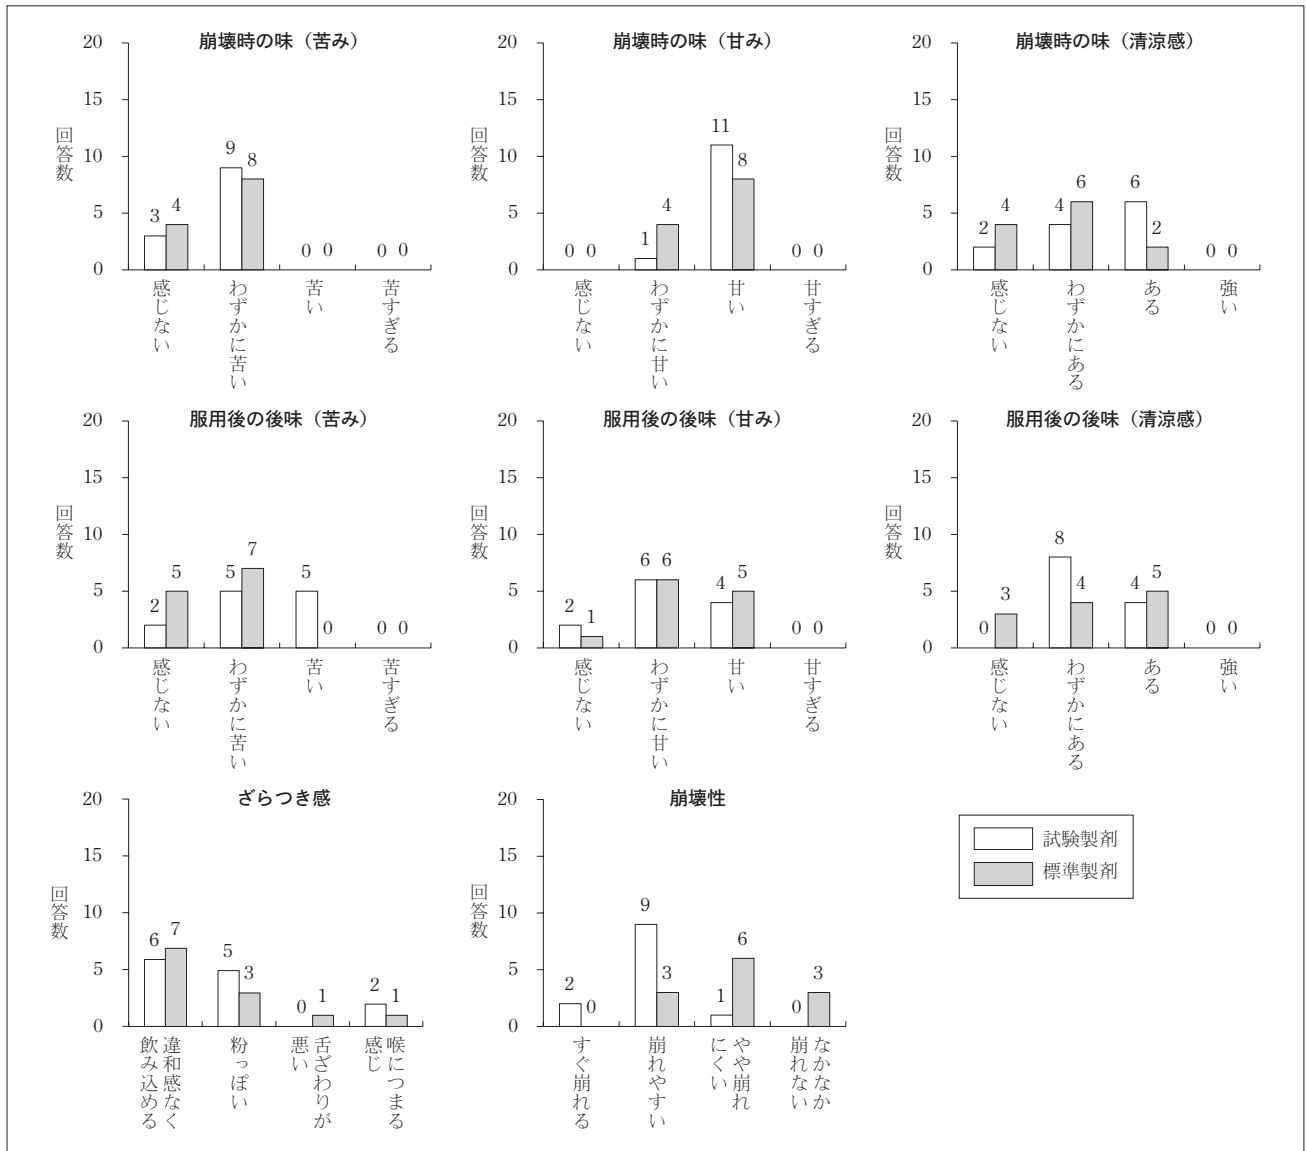 崩壊時の味（苦み）
20
15
10
5
0
回答数
3
4
9
8
0
0
0
0
感じない
わずかに苦い
苦い
苦すぎる
崩壊時の味（甘み）
20
15
10
5
0
回答数
0
0
1
4
11
8
0
0
感じない
わずかに甘い
甘い
甘すぎる
崩壊時の味（清涼感）
20
15
10
5
0
回答数
2
4
4
6
6
2
0
0
感じない
わずかにある
ある
強い
服用後の後味（苦み）
20
15
10
5
0
回答数
2
5
5
7
5
0
0
0
感じない
わずかに苦い
苦い
苦すぎる
服用後の後味（甘み）
20
15
10
5
0
回答数
2
1
6
6
4
5
0
0
感じない
わずかに甘い
甘い
甘すぎる
服用後の後味（清涼感）
20
15
10
5
0
回答数
0
3
8
4
4
5
0
0
感じない
わずかにある
ある
強い
ざらつき感
20
15
10
5
0
回答数
6
7
5
3
0
1
2
1
違和感なく
飲み込める
粉っぽい
舌ざわりが
悪い
喉につまる
感じ
崩壊性
20
15
10
5
0
回答数
2
0
9
3
1
6
0
3
すぐ崩れる
崩れやすい
やや崩れ
にくい
なかなか
崩れない
試験製剤
標準製剤